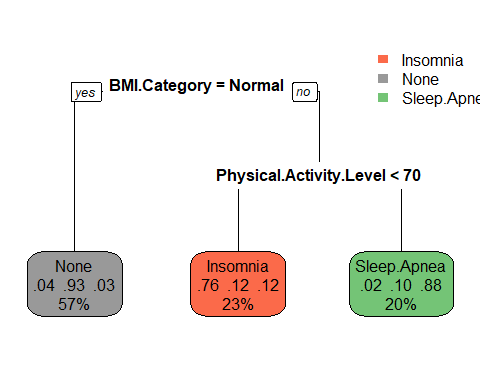 Insomnia
None
Sleep.Apne
BMI.Category = Normal
yes
no
Physical.Activity.Level < 70
None
.04 .93 .03
57%
Insomnia
.76 .12 .12
23%
Sleep.Apnea
.02 .10 .88
20%